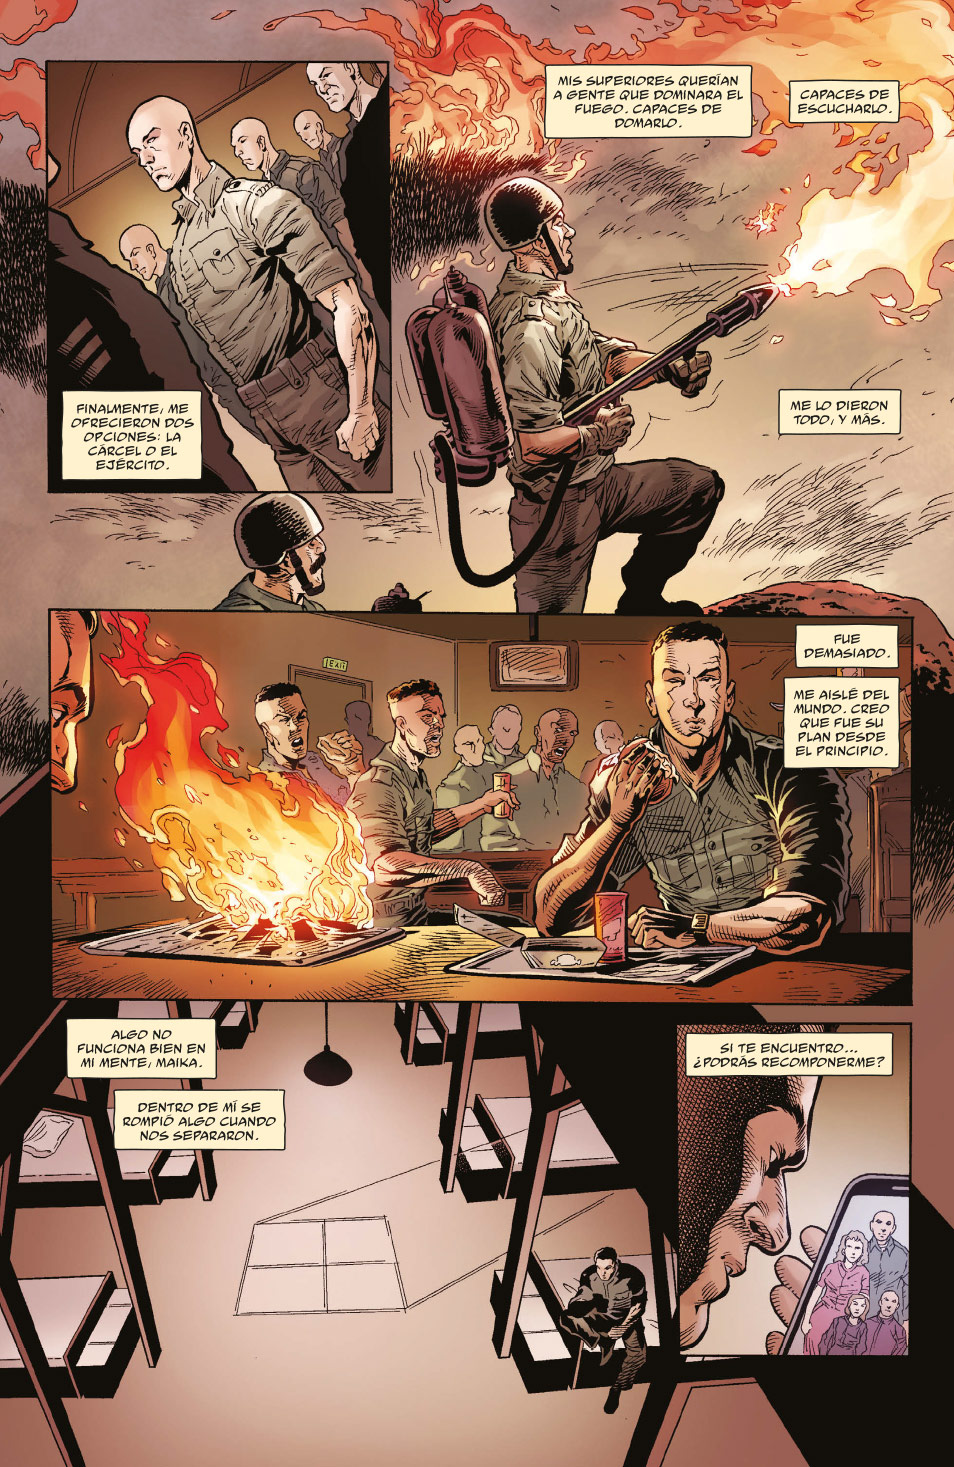 FINALMENTE, ME
OFRECIERON DOS
OPCIONES: LA
CÁRCEL O EL
EJÉRCITO.
MIS SUPERIORES QUERÍAN
A GENTE QUE DOMINARA EL
FUEGO. CAPACES DE
DOMARLO.
CAPACES DE
ESCUCHARLO.
ME LO DIERON
TODO, Y MÁS.
EXIT
FUE
DEMASIADO.
ME AISLÉ DEL
MUNDO. CREO
QUE FUE SU
PLAN DESDE
EL PRINCIPIO.
ALGO NO
FUNCIONA BIEN EN
MI MENTE, MAIKA.
DENTRO DE MÍ SE
ROMPIÓ ALGO CUANDO
NOS SEPARARON.
SI TE ENCUENTRO...
¿PODRÁS RECOMPONERME?